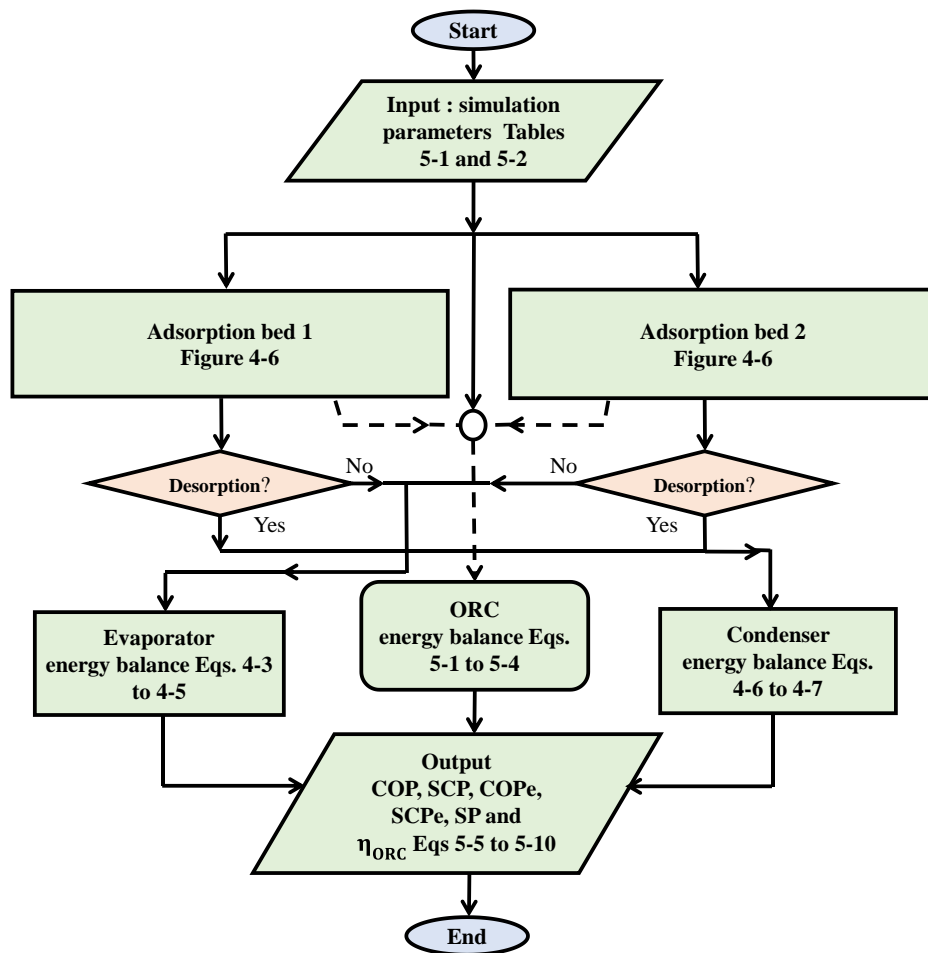 Start
Input : simulation
parameters Tables
5-1 and 5-2
Adsorption bed 1
Figure 4-6
Adsorption bed 2
Figure 4-6
Desorption?
No
No
Desorption?
Yes
Yes
Evaporator
energy balance Eqs. 4-3
to 4-5
ORC
energy balance Eqs.
5-1 to 5-4
Condenser
energy balance Eqs.
4-6 to 4-7
Output
COP, SCP, COPe,
SCPe, SP and
η_ORC Eqs 5-5 to 5-10
End